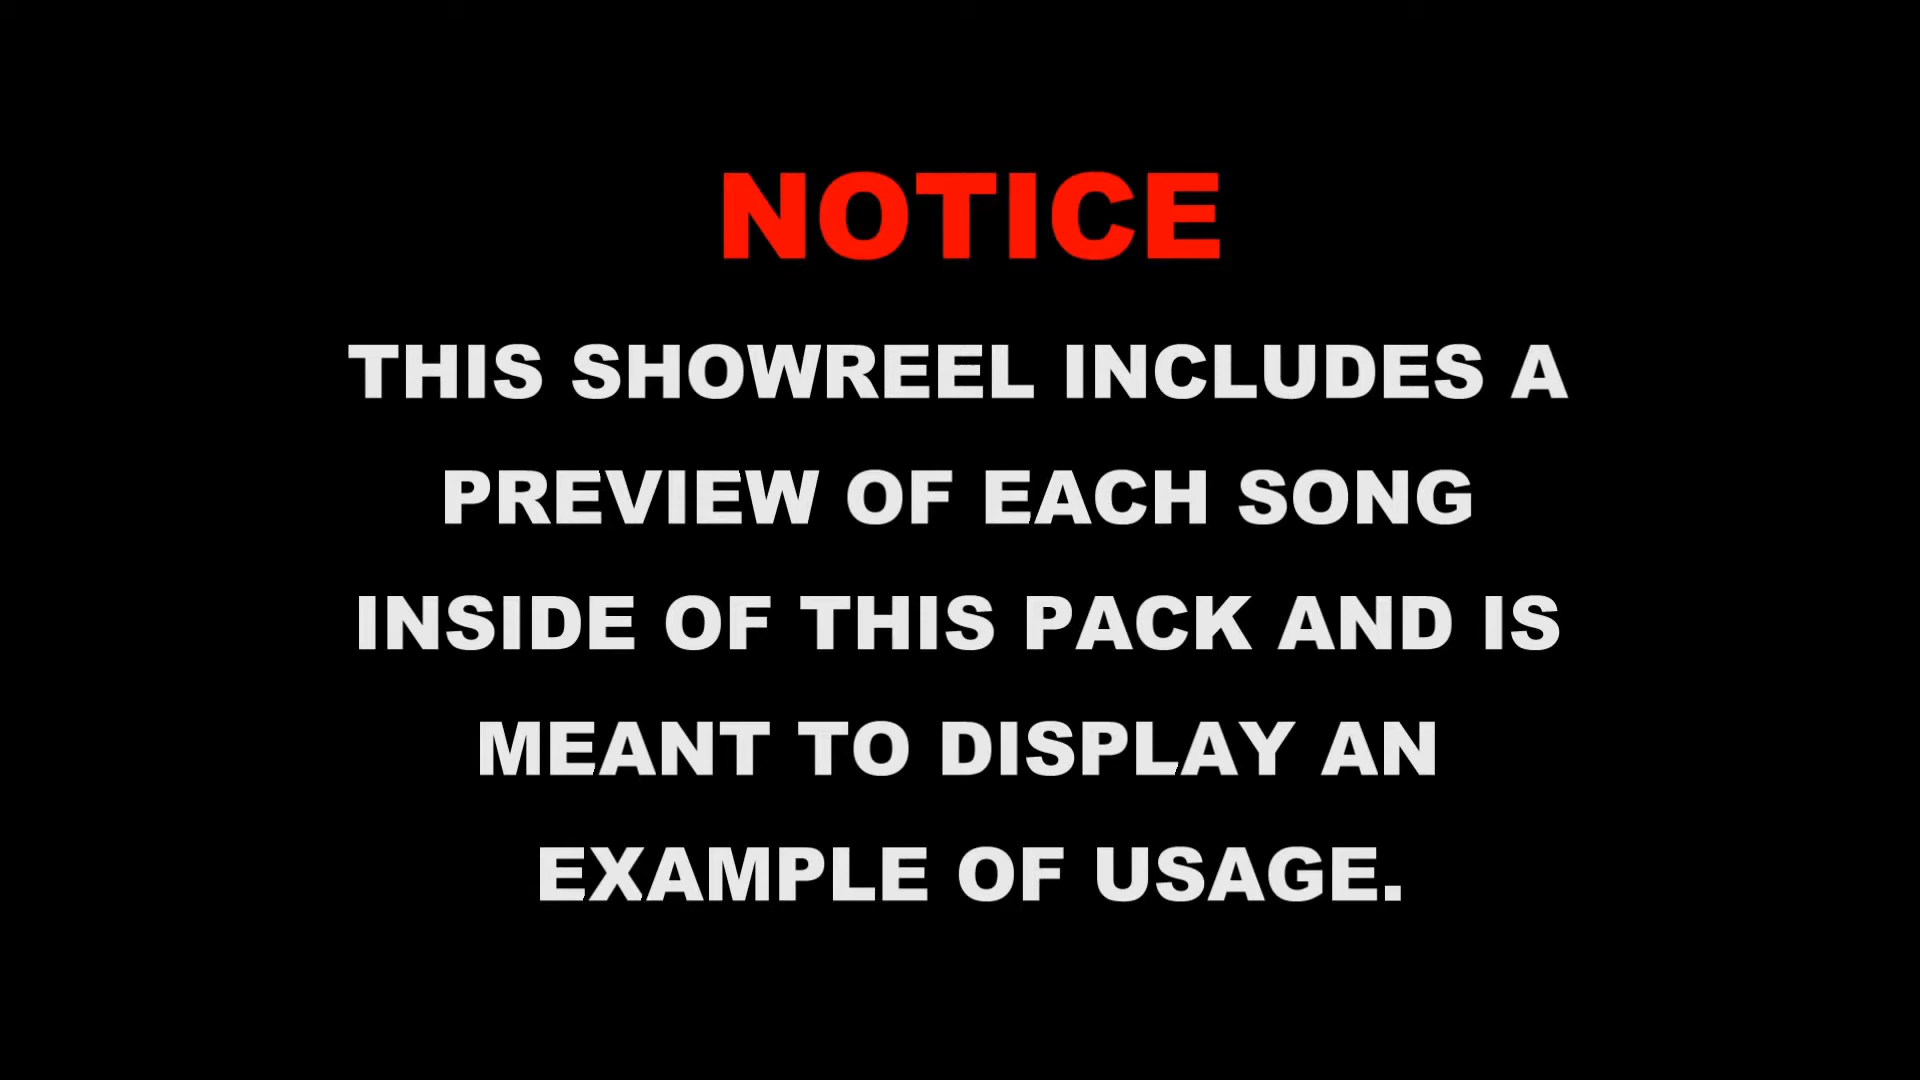 NOTICE
THIS SHOWREEL INCLUDES A
PREVIEW OF EACH SONG
INSIDE OF THIS PACK AND IS
MEANT TO DISPLAY AN
EXAMPLE OF USAGE.